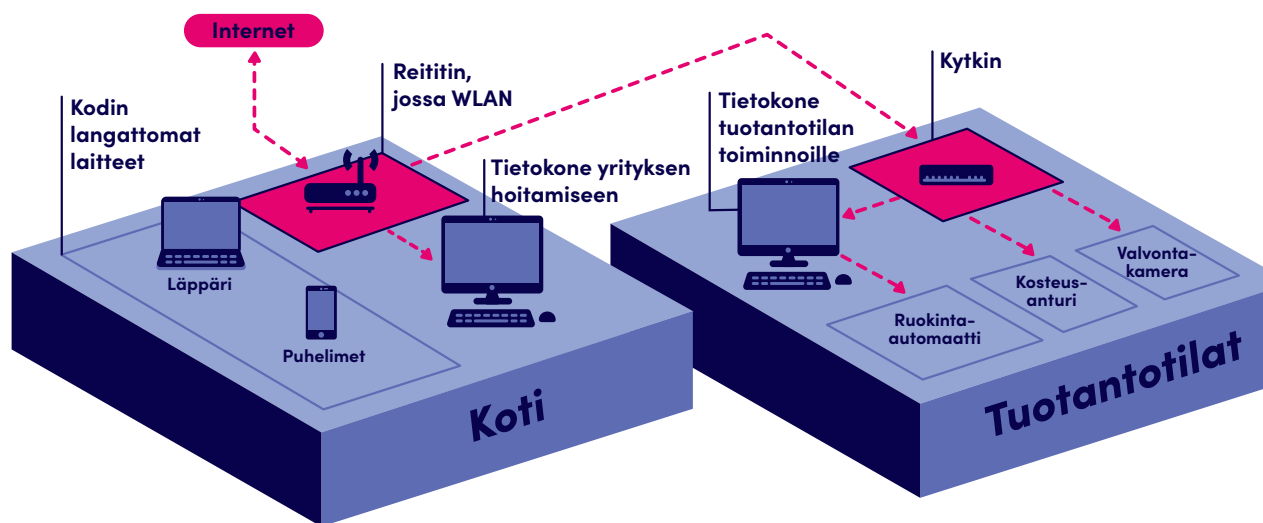 Internet
Kodin
langattomat
laitteet
Reititin,
jossa WLAN
Tietokone yrityksen
hoitamiseen
Läppäri
Puhelimet
Koti
Kytkin
Tietokone
tuotantotilan
toiminnoille
Valvonta-
kamera
Kosteus-
anturi
Ruokinta-
automaatti
Tuotantotilat